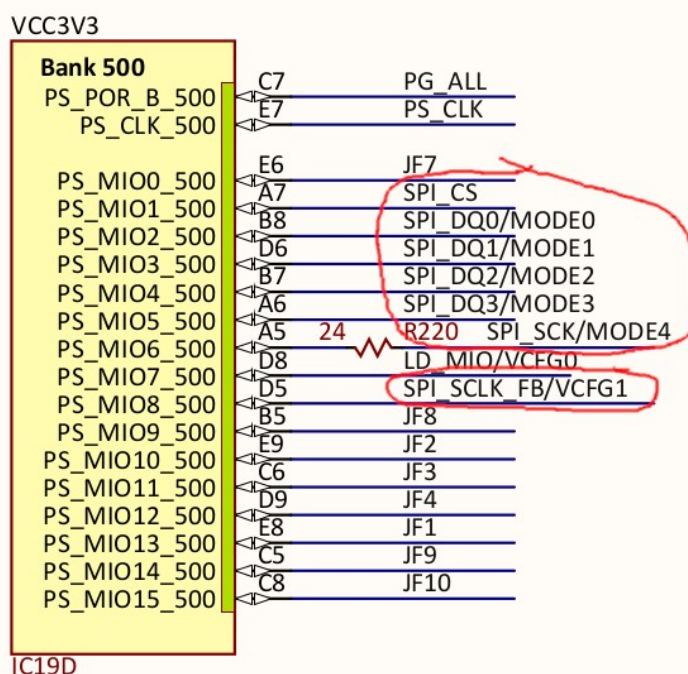 VCC3V3
Bank 500
PS_POR_B_500 C7 PG_ALL
PS_CLK_500 E7 PS_CLK
PS_MIO0_500 E6 JF7
PS_MIO1_500 A7 SPI_CS
PS_MIO2_500 B8 SPI_DQ0/MODE0
PS_MIO3_500 D6 SPI_DQ1/MODE1
PS_MIO4_500 B7 SPI_DQ2/MODE2
PS_MIO5_500 A6 SPI_DQ3/MODE3
PS_MIO6_500 A5 24 R220 SPI_SCK/MODE4
PS_MIO7_500 D8 LD_MIO/VCFG0
PS_MIO8_500 D5 SPI_SCLK_FB/VCFG1
PS_MIO9_500 B5 JF8
PS_MIO10_500 E9 JF2
PS_MIO11_500 C6 JF3
PS_MIO12_500 D9 JF4
PS_MIO13_500 E8 JF1
PS_MIO14_500 C5 JF9
PS_MIO15_500 C8 JF10
IC19D